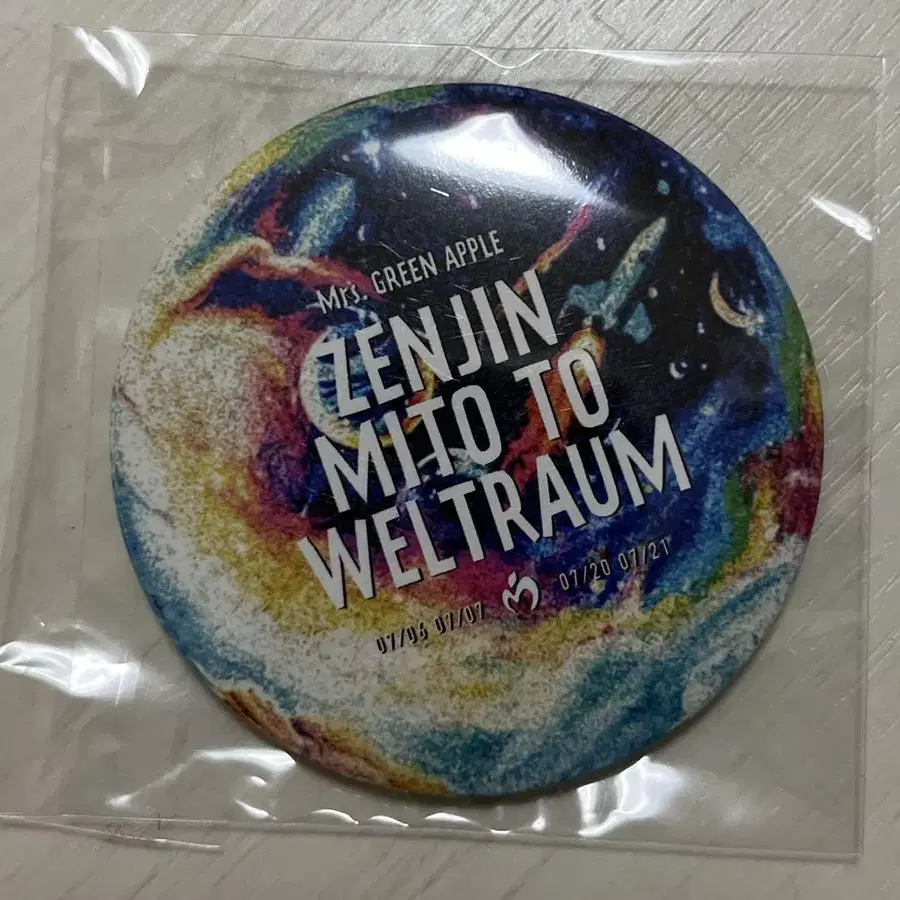 Mrs. GREEN APPLE
ZENJIN
MITO TO
WELTRAUM
07/06 07/07 07/20 07/21